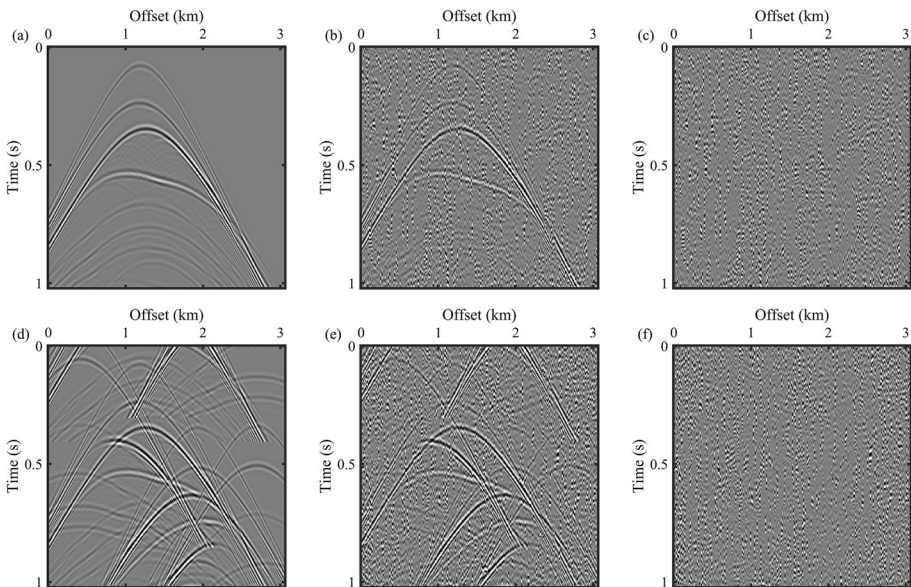 Offset (km) Offset (km) Offset (km)
(a) 0 1 2 3 (b) 0 1 2 3 (c) 0 1 2 3
0 0 0
Time (s) 0.5 Time (s) 0.5 Time (s) 0.5
1 1 1
Offset (km) Offset (km) Offset (km)
(d) 0 1 2 3 (e) 0 1 2 3 (f) 0 1 2 3
0 0 0
Time (s) 0.5 Time (s) 0.5 Time (s) 0.5
1 1 1